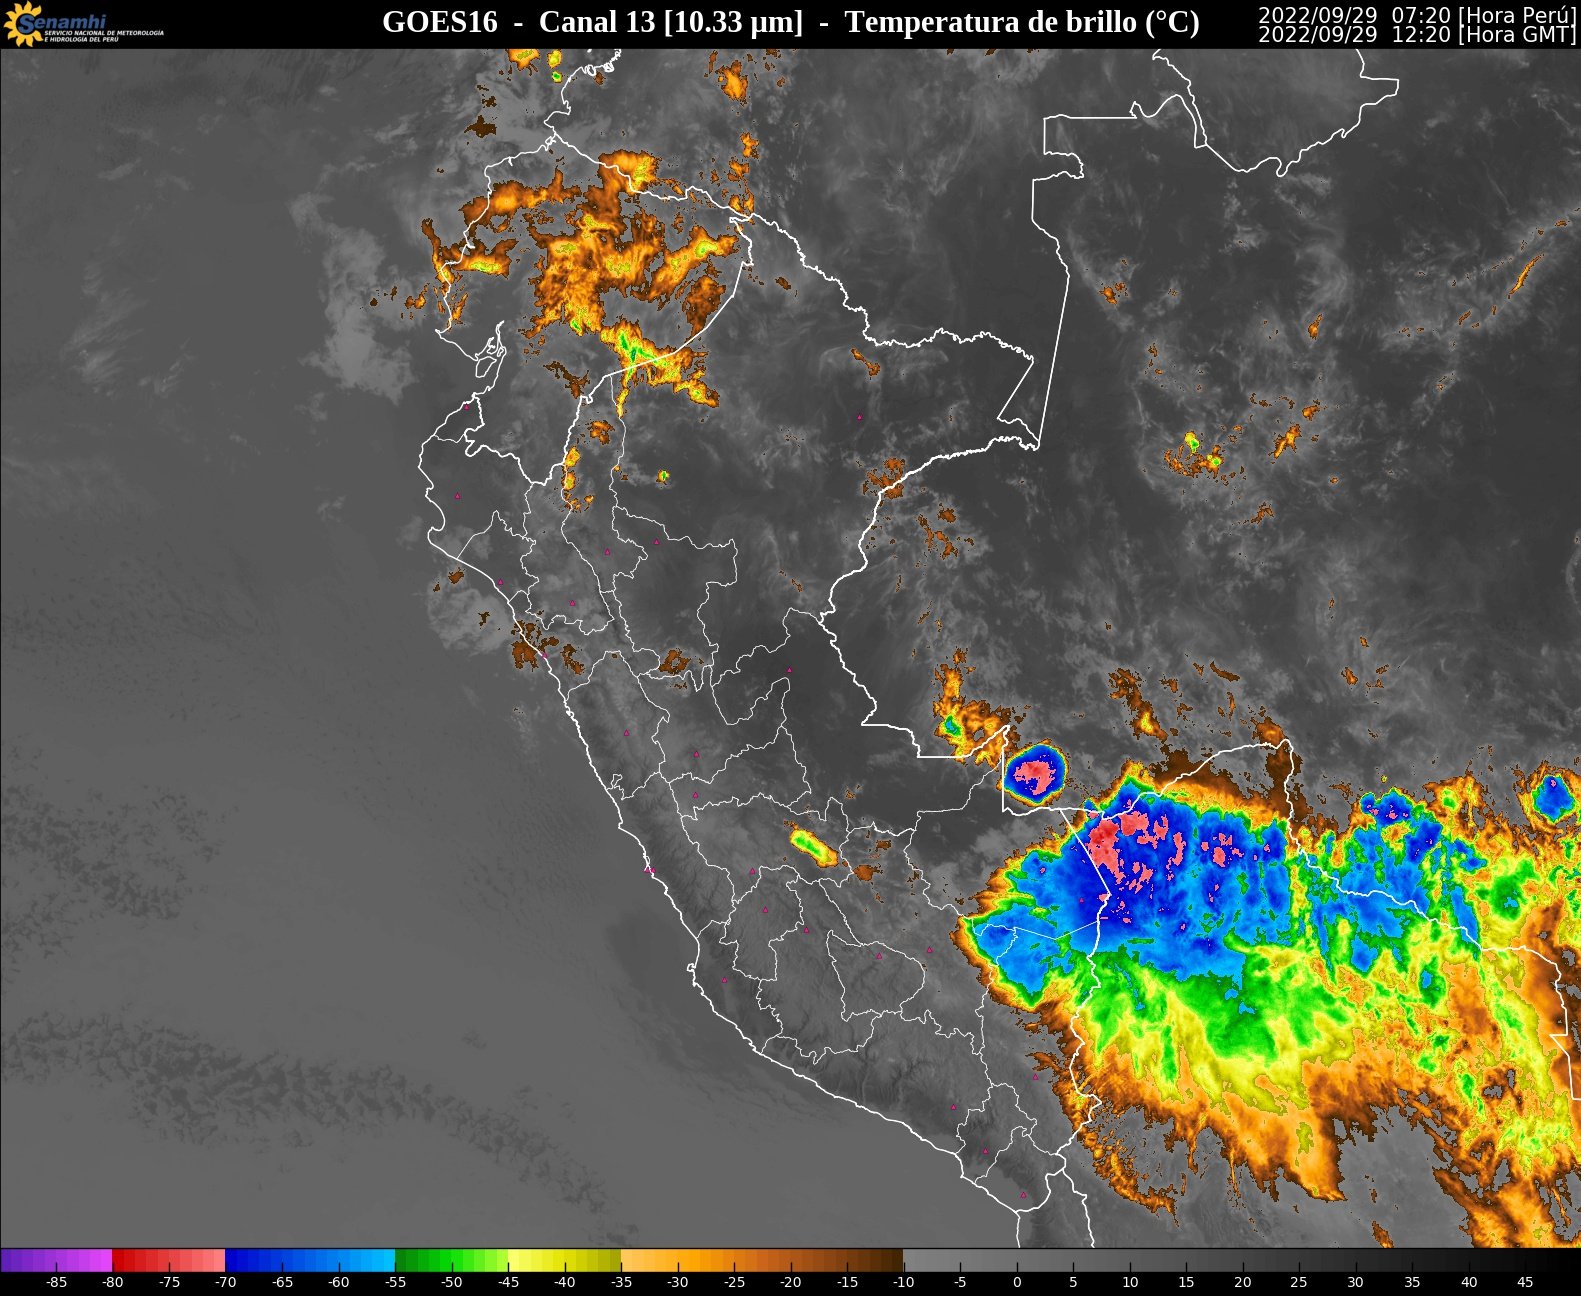 Senamhi
SERVICIO NACIONAL DE METEOROLOGÍA
E HIDROLOGÍA DEL PERÚ
GOES16 - Canal 13 [10.33 µm] - Temperatura de brillo (°C)
2022/09/29 07:20 [Hora Perú]
2022/09/29 12:20 [Hora GMT]
-85 -80 -75 -70 -65 -60 -55 -50 -45 -40 -35 -30 -25 -20 -15 -10 -5 0 5 10 15 20 25 30 35 40 45